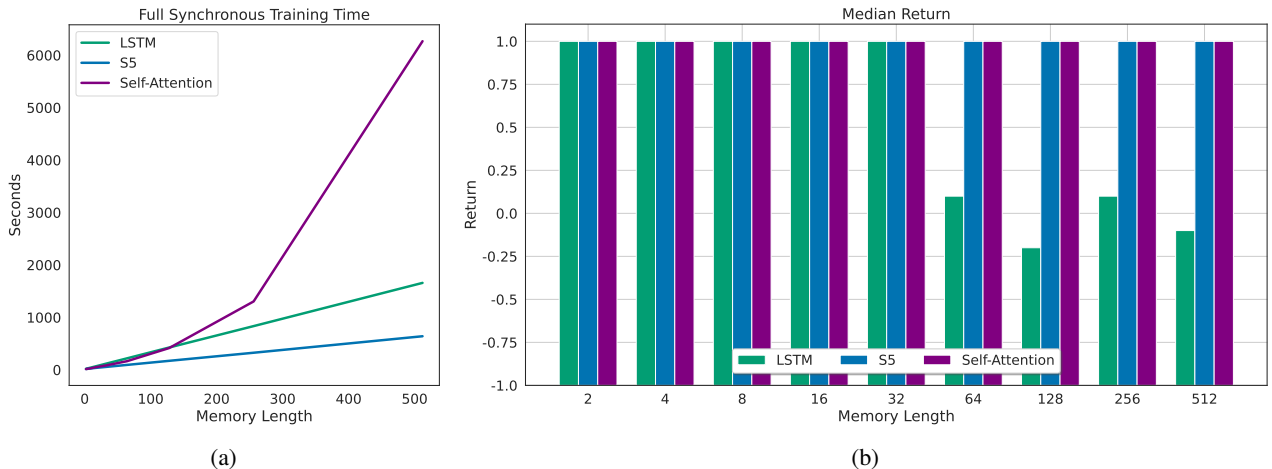 Full Synchronous Training Time
LSTM
S5
Self-Attention
6000
5000
4000
3000
2000
1000
0
Seconds
0 100 200 300 400 500
Memory Length
(a)
Median Return
1.0
0.75
0.5
0.25
0.0
-0.25
-0.5
-0.75
-1.0
Return
LSTM S5 Self-Attention
2 4 8 16 32 64 128 256 512
Memory Length
(b)